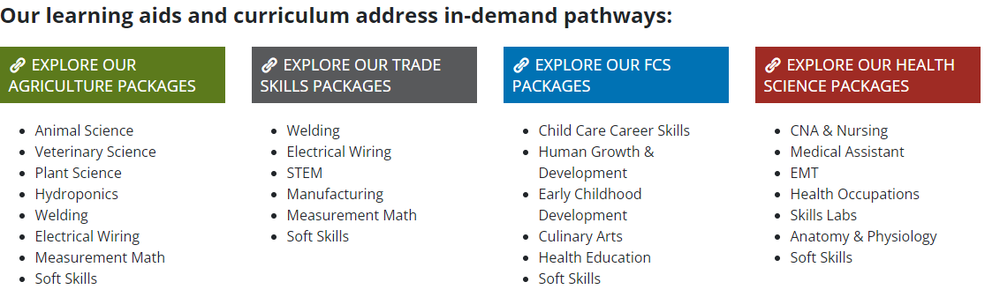 Our learning aids and curriculum address in-demand pathways:
EXPLORE OUR
AGRICULTURE PACKAGES
Animal Science
Veterinary Science
Plant Science
Hydroponics
Welding
Electrical Wiring
Measurement Math
Soft Skills
EXPLORE OUR TRADE
SKILLS PACKAGES
Welding
Electrical Wiring
STEM
Manufacturing
Measurement Math
Soft Skills
EXPLORE OUR FCS
PACKAGES
Child Care Career Skills
Human Growth &
Development
Early Childhood
Development
Culinary Arts
Health Education
Soft Skills
EXPLORE OUR HEALTH
SCIENCE PACKAGES
CNA & Nursing
Medical Assistant
EMT
Health Occupations
Skills Labs
Anatomy & Physiology
Soft Skills